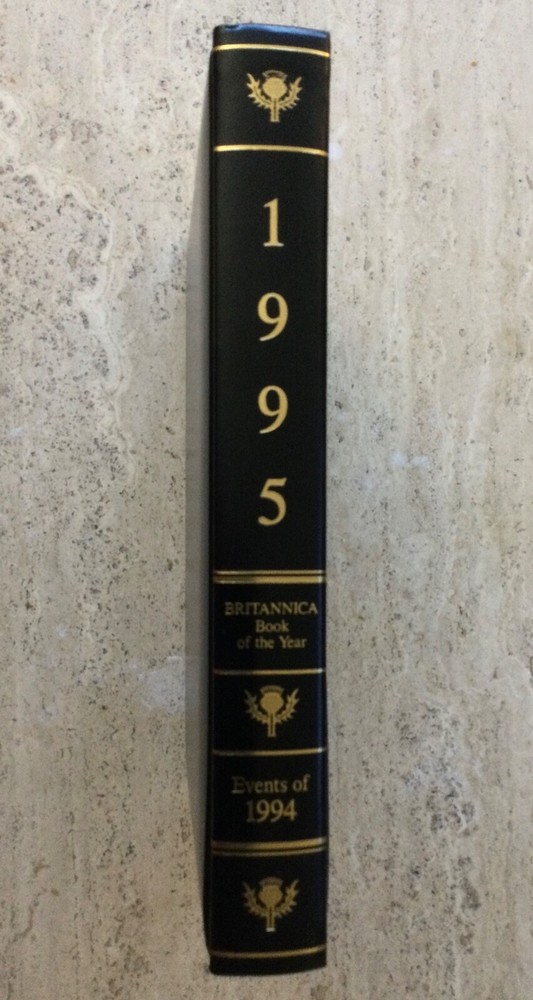 1
9
9
5
BRITANNICA
Book
of the Year
Events of
1994